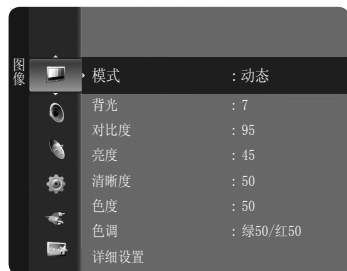 图像
模式 : 动态
背光 : 7
对比度 : 95
亮度 : 45
清晰度 : 50
色度 : 50
色调 : 绿50/红50
详细设置